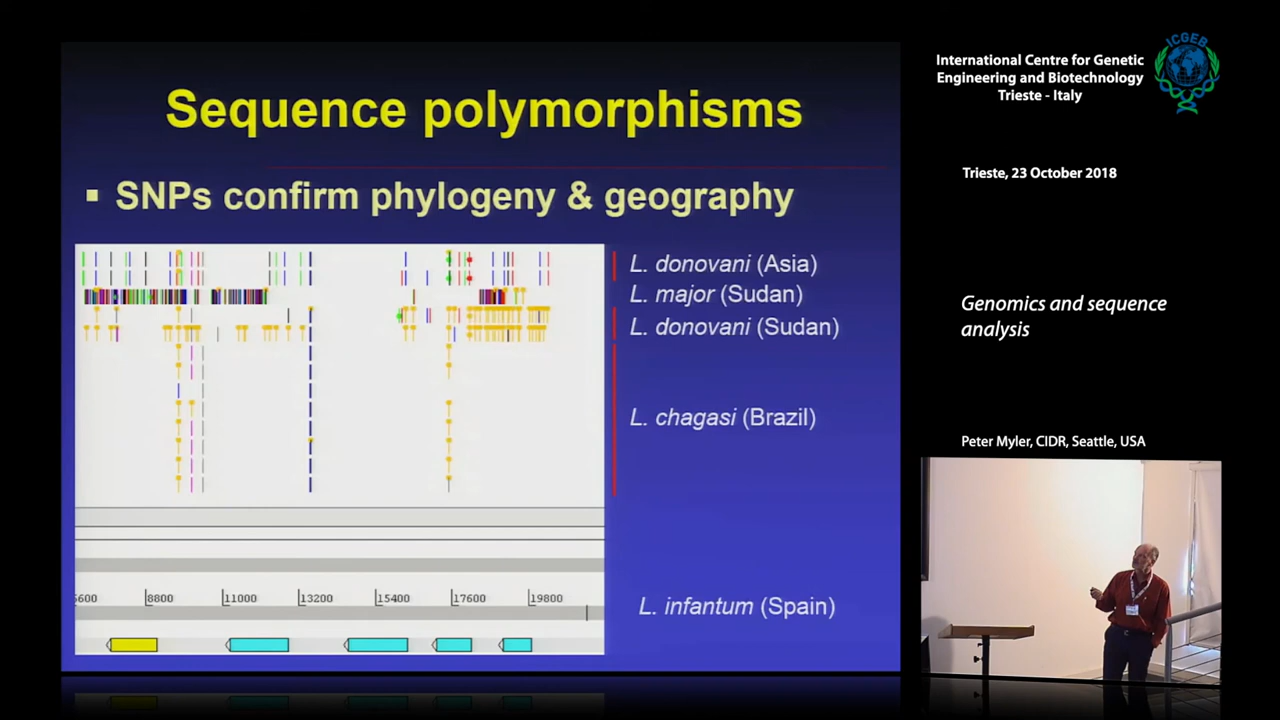 Sequence polymorphisms
▪ SNPs confirm phylogeny & geography
L. donovani (Asia)
L. major (Sudan)
L. donovani (Sudan)
L. chagasi (Brazil)
6600 8800 11000 13200 15400 17600 19800
L. infantum (Spain)
International Centre for Genetic
Engineering and Biotechnology
Trieste - Italy
ICGEB
Trieste, 23 October 2018
Genomics and sequence
analysis
Peter Myler, CIDR, Seattle, USA